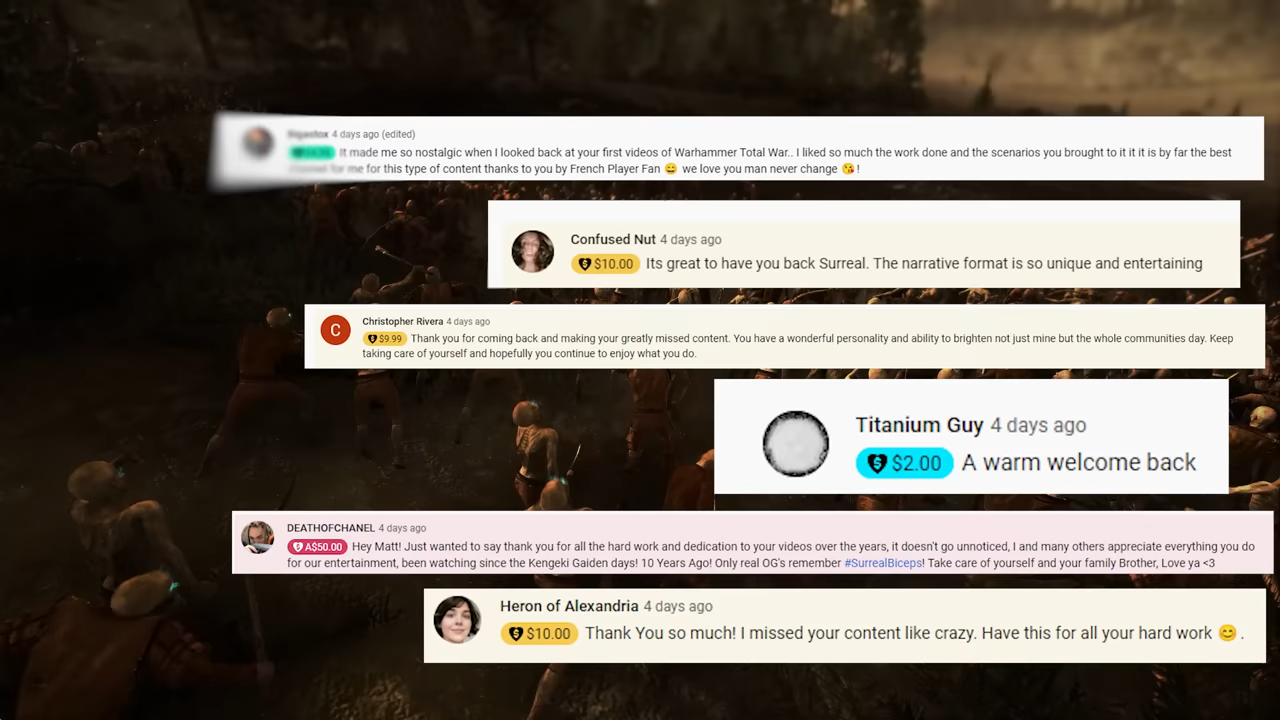 4 days ago (edited)
It made me so nostalgic when I looked back at your first videos of Warhammer Total War.. I liked so much the work done and the scenarios you brought to it it it is by far the best
for me for this type of content thanks to you by French Player Fan 😄 we love you man never change 😘 !
Confused Nut 4 days ago
$10.00 Its great to have you back Surreal. The narrative format is so unique and entertaining
C
Christopher Rivera 4 days ago
$9.99 Thank you for coming back and making your greatly missed content. You have a wonderful personality and ability to brighten not just mine but the whole communities day. Keep
taking care of yourself and hopefully you continue to enjoy what you do.
Titanium Guy 4 days ago
$2.00 A warm welcome back
DEATHOFCHANEL 4 days ago
A$50.00 Hey Matt! Just wanted to say thank you for all the hard work and dedication to your videos over the years, it doesn't go unnoticed, I and many others appreciate everything you do
for our entertainment, been watching since the Kengeki Gaiden days! 10 Years Ago! Only real OG's remember #SurrealBiceps! Take care of yourself and your family Brother, Love ya <3
Heron of Alexandria 4 days ago
$10.00 Thank You so much! I missed your content like crazy. Have this for all your hard work 😊 .